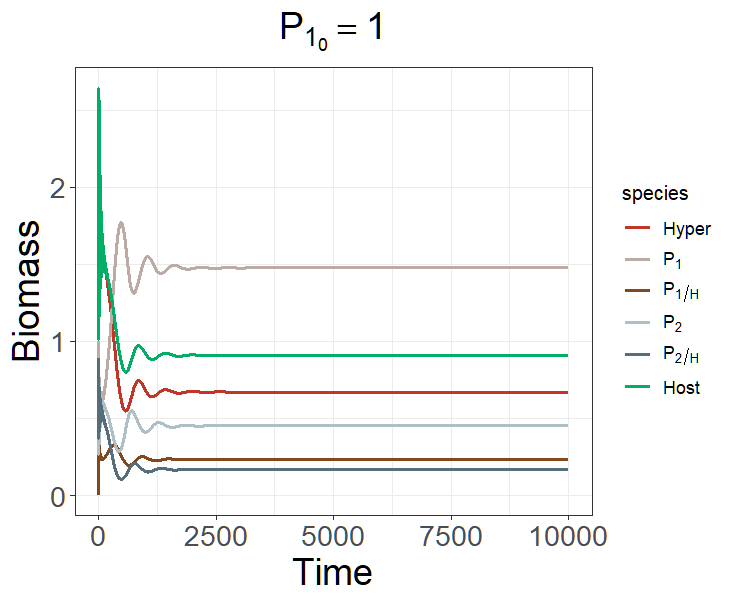 P₁₀ = 1
Biomass
2
1
0
0 2500 5000 7500 10000
Time
species
Hyper
P₁
P₁/H
P₂
P₂/H
Host